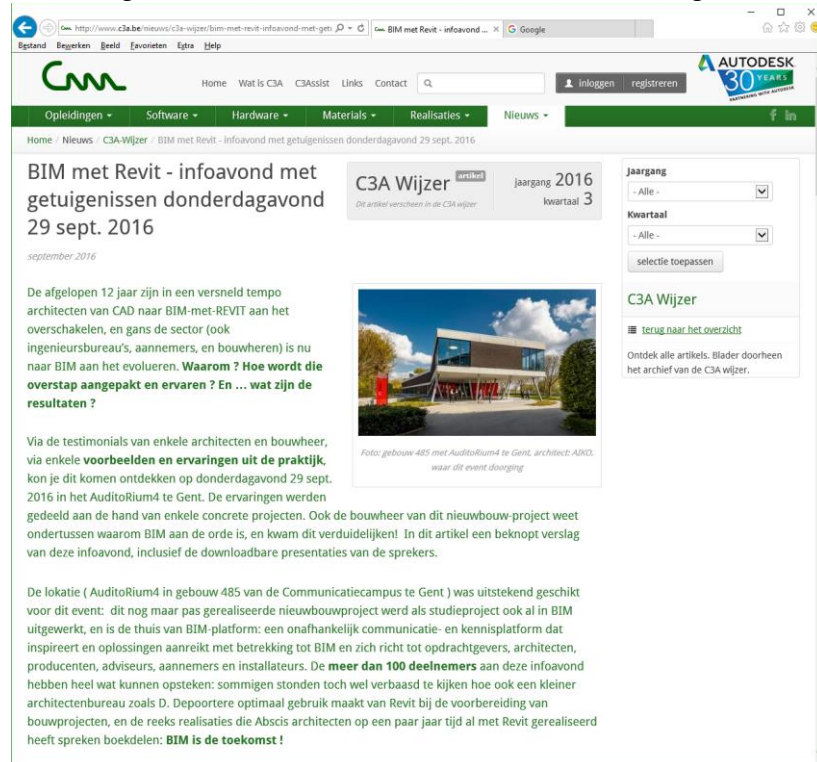 http://www.c3a.be/nieuws/c3a-wijzer/bim-met-revit-infoavond-met-get
BIM met Revit - infoavond ...
Google
Bestand Bewerken Beeld Favorieten Extra Help
Home Wat is C3A C3Assist Links Contact
inloggen registreren
AUTODESK
30 YEARS
PARTNERING WITH AUTODESK
Opleidingen Software Hardware Materials Realisaties Nieuws
f in
Home / Nieuws / C3A-Wijzer / BIM met Revit - infoavond met getuigenissen donderdagavond 29 sept. 2016
BIM met Revit - infoavond met
getuigenissen donderdagavond
29 sept. 2016
september 2016
C3A Wijzer artikel
Dit artikel verscheen in de C3A wijzer
jaargang 2016
kwartaal 3
De afgelopen 12 jaar zijn in een versneld tempo
architecten van CAD naar BIM-met-REVIT aan het
overschakelen, en gans de sector (ook
ingenieursbureau's, aannemers, en bouwheren) is nu
naar BIM aan het evolueren. Waarom ? Hoe wordt die
overstap aangepakt en ervaren ? En … wat zijn de
resultaten ?
Foto: gebouw 485 met AuditoRium4 te Gent, architect: AIKO,
waar dit event doorging
Via de testimonials van enkele architecten en bouwheer,
via enkele voorbeelden en ervaringen uit de praktijk,
kon je dit komen ontdekken op donderdagavond 29 sept.
2016 in het AuditoRium4 te Gent. De ervaringen werden
gedeeld aan de hand van enkele concrete projecten. Ook de bouwheer van dit nieuwbouw-project weet
ondertussen waarom BIM aan de orde is, en kwam dit verduidelijken! In dit artikel een beknopt verslag
van deze infoavond, inclusief de downloadbare presentaties van de sprekers.
De lokatie ( AuditoRium4 in gebouw 485 van de Communicatiecampus te Gent ) was uitstekend geschikt
voor dit event: dit nog maar pas gerealiseerde nieuwbouwproject werd als studieproject ook al in BIM
uitgewerkt, en is de thuis van BIM-platform: een onafhankelijk communicatie- en kennisplatform dat
inspireert en oplossingen aanreikt met betrekking tot BIM en zich richt tot opdrachtgevers, architecten,
producenten, adviseurs, aannemers en installateurs. De meer dan 100 deelnemers aan deze infoavond
hebben heel wat kunnen opsteken: sommigen stonden toch wel verbaasd te kijken hoe ook een kleiner
architectenbureau zoals D. Depoortere optimaal gebruik maakt van Revit bij de voorbereiding van
bouwprojecten, en de reeks realisaties die Abscis architecten op een paar jaar tijd al met Revit gerealiseerd
heeft spreken boekdelen: BIM is de toekomst !
Jaargang
- Alle -
Kwartaal
- Alle -
selectie toepassen
C3A Wijzer
terug naar het overzicht
Ontdek alle artikels. Blader doorheen
het archief van de C3A wijzer.